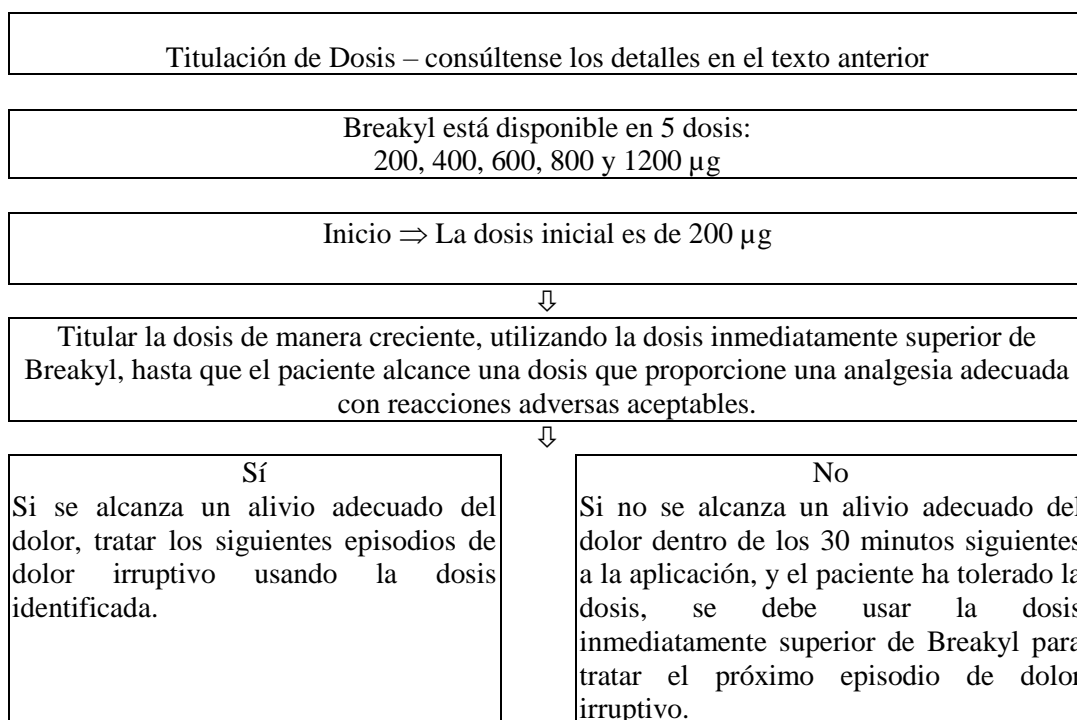 Titulación de Dosis – consúltense los detalles en el texto anterior
Breakyl está disponible en 5 dosis:
200, 400, 600, 800 y 1200 µg
Inicio ⇒ La dosis inicial es de 200 µg
⇩
Titular la dosis de manera creciente, utilizando la dosis inmediatamente superior de
Breakyl, hasta que el paciente alcance una dosis que proporcione una analgesia adecuada
con reacciones adversas aceptables.
⇩
Sí
Si se alcanza un alivio adecuado del
dolor, tratar los siguientes episodios de
dolor irruptivo usando la dosis
identificada.
No
Si no se alcanza un alivio adecuado del
dolor dentro de los 30 minutos siguientes
a la aplicación, y el paciente ha tolerado la
dosis, se debe usar la dosis
inmediatamente superior de Breakyl para
tratar el próximo episodio de dolor
irruptivo.